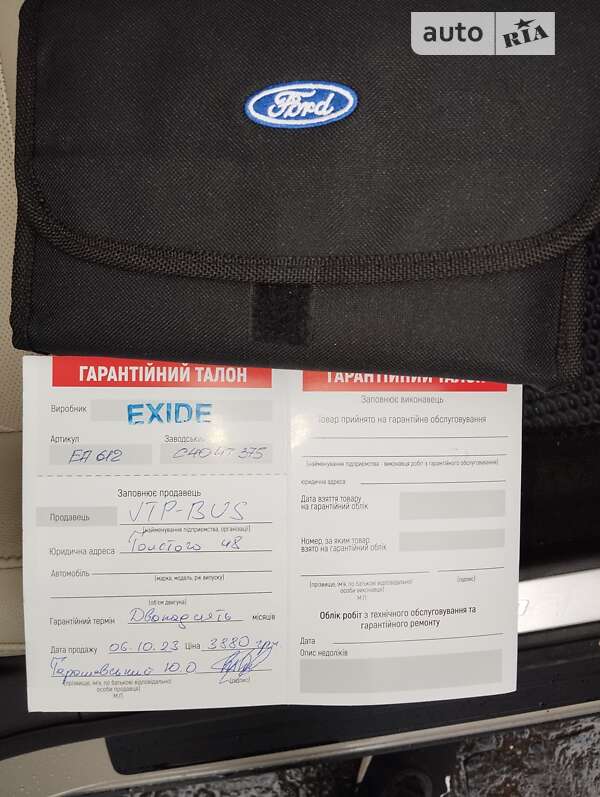 auto RIA
Ford
ГАРАНТІЙНИЙ ТАЛОН
Виробник EXIDE
Артикул Заводський
EA 612 C4O4T 375
Заповнює продавець
Продавець VTP-BUS
(найменування підприємства, організації)
Юридична адреса Толстого 48
Автомобіль
(марка, модель, рік випуску)
(об'єм двигуна)
Гарантійний термін Дванадцять місяців
Дата продажу 06.10.23 Ціна 3380 грн
(прізвище, ім'я, по батькові відповідальної (підпис)
особи продавця)
М.П.
ГАРАНТІЙНИЙ ТАЛОН
Заповнює виконавець
Товар прийнято на гарантійне обслуговування
(найменування підприємства - виконавця робіт з гарантійного обслуговування)
юридична адреса
Дата взяття товару
на гарантійний облік
Номер, за яким товар
взято на гарантійний облік
(прізвище, ім'я, по батькові відповідальної (підпис)
особи виконавця)
М.П.
Облік робіт з технічного обслуговування та
гарантійного ремонту
Дата
Опис недоліків